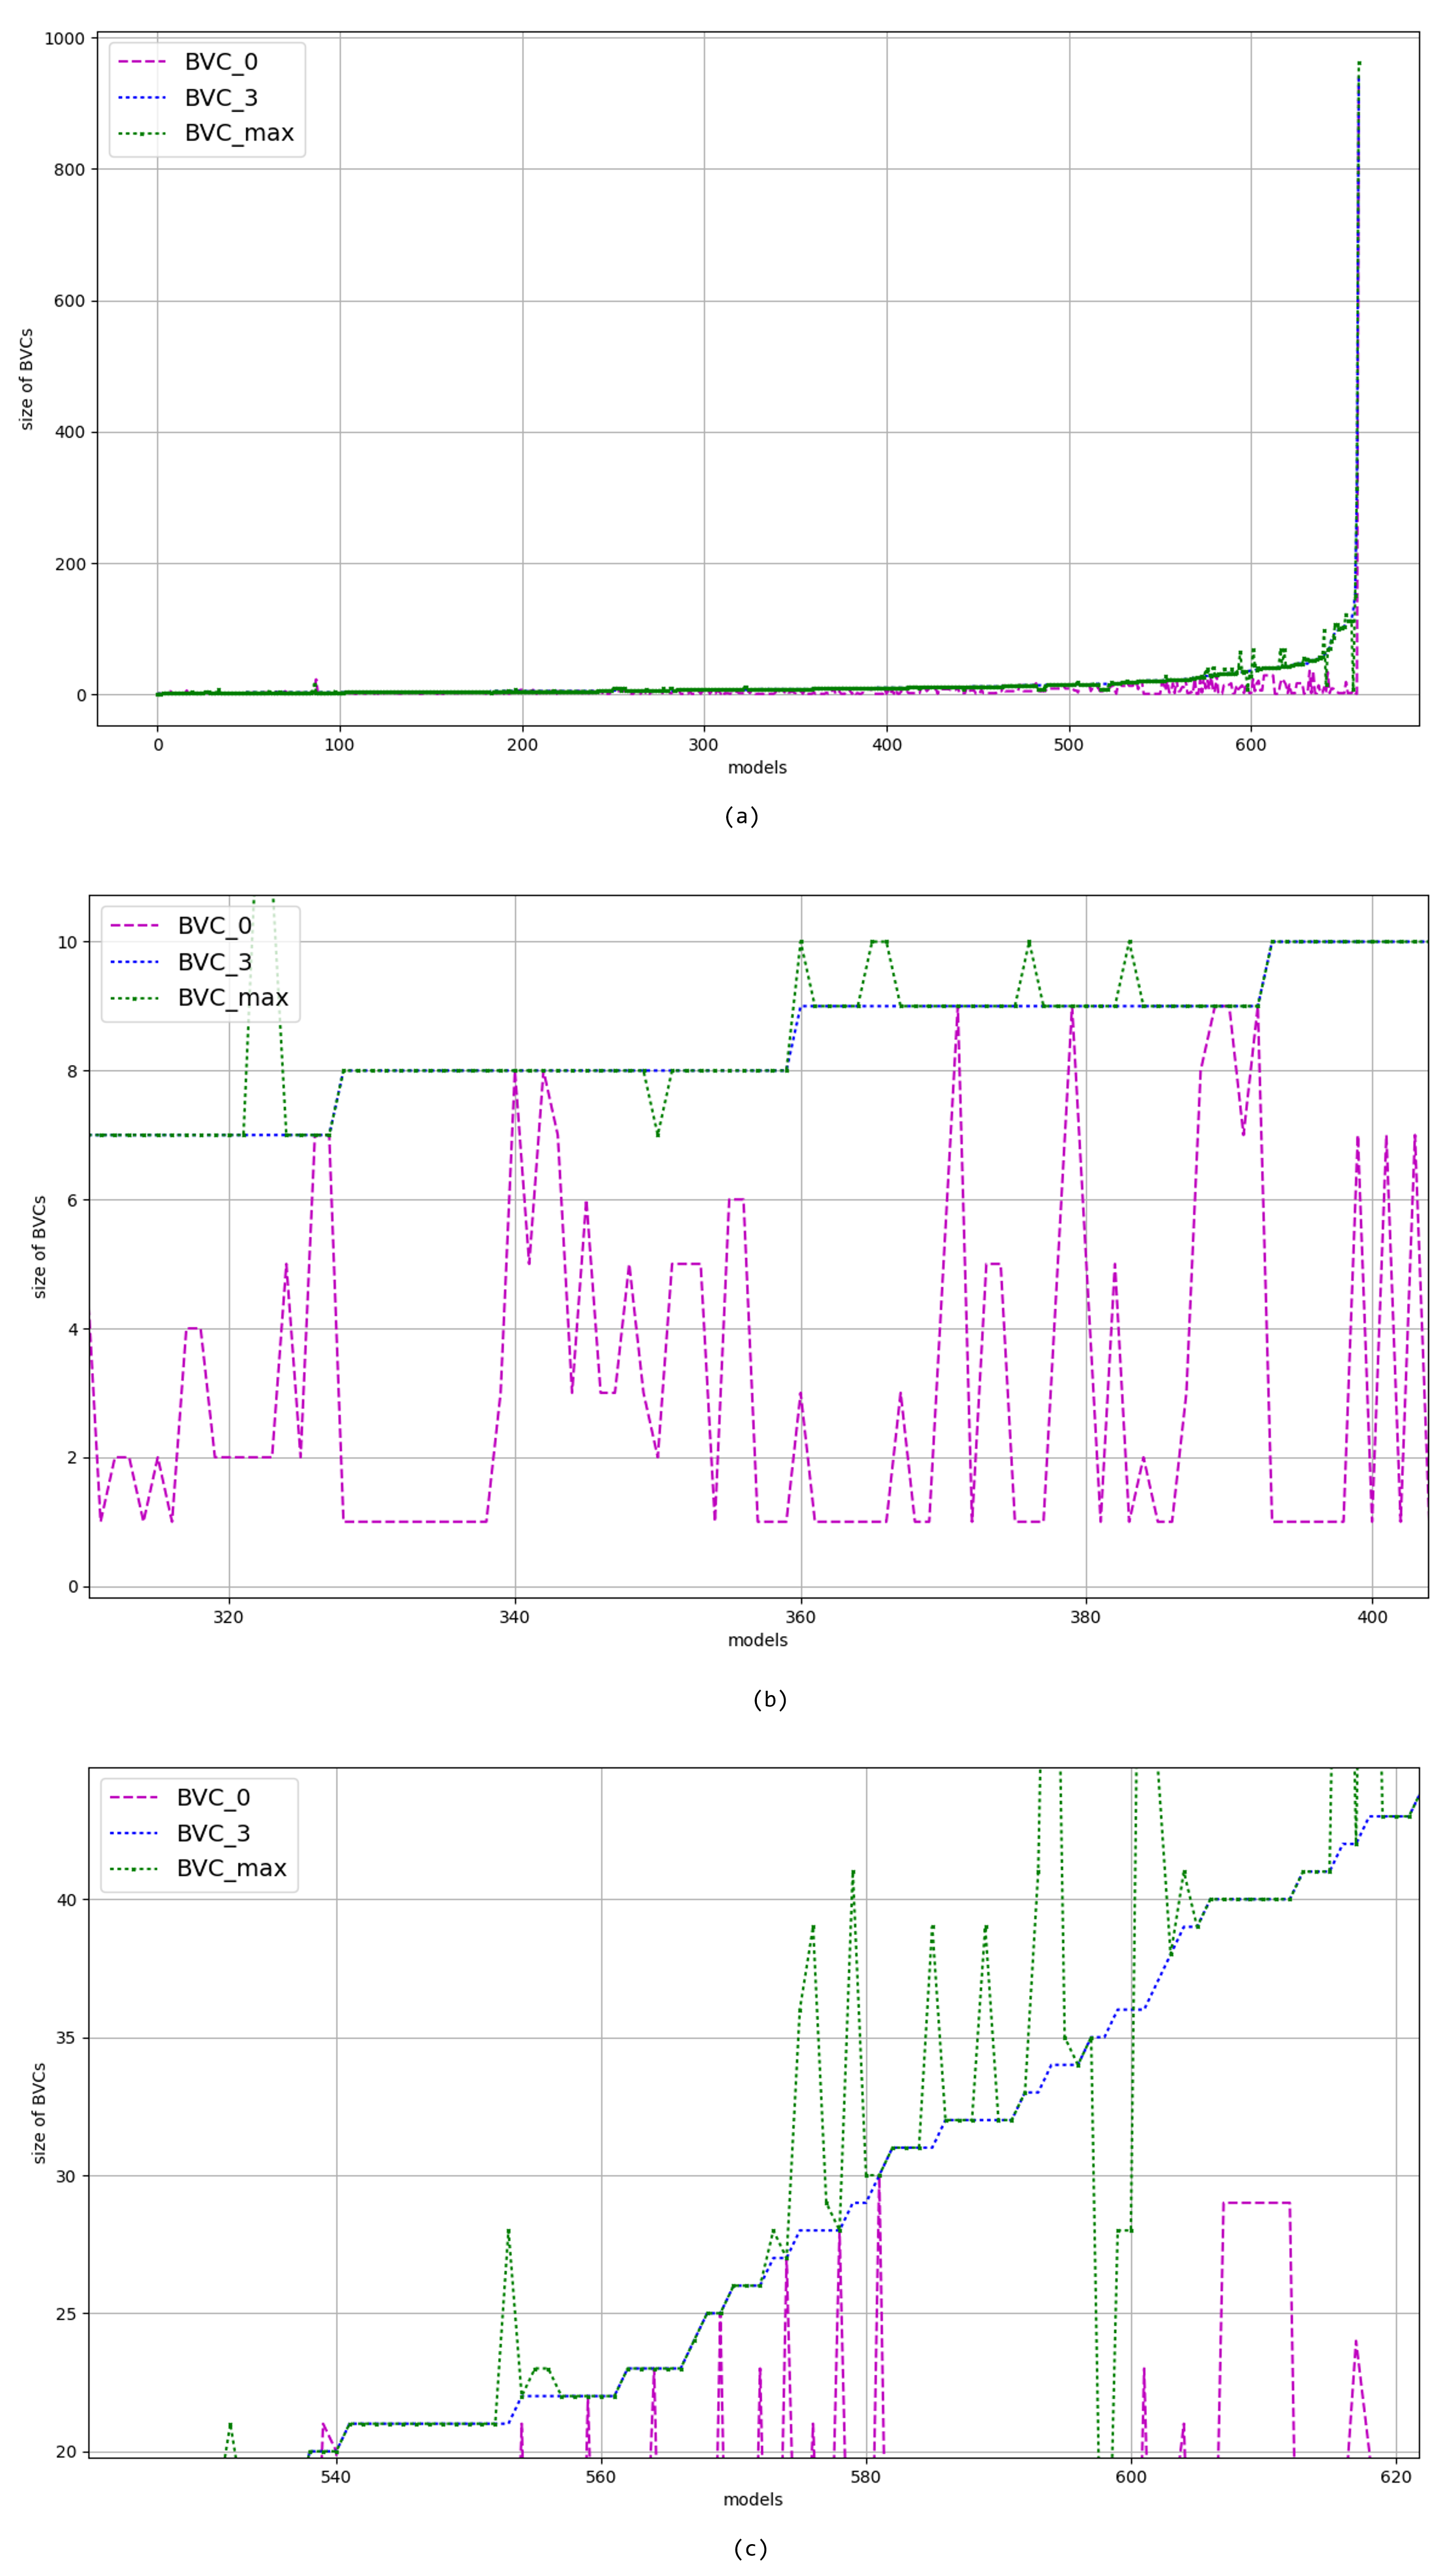 1000
800
600
400
200
0
size of BVCs
BVC_0
BVC_3
BVC_max
0 100 200 300 400 500 600
models
(a)
10
8
6
4
2
0
size of BVCs
BVC_0
BVC_3
BVC_max
320 340 360 380 400
models
(b)
40
35
30
25
20
size of BVCs
BVC_0
BVC_3
BVC_max
540 560 580 600 620
models
(c)